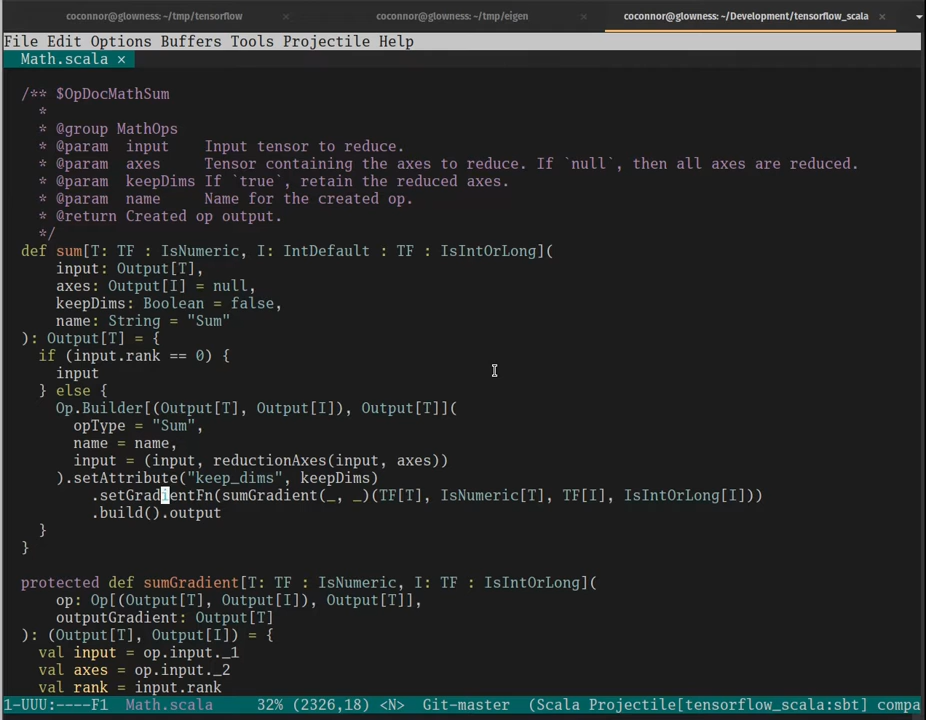 coconnor@glowness: ~/tmp/tensorflow × coconnor@glowness: ~/tmp/eigen × coconnor@glowness: ~/Development/tensorflow_scala ×
File Edit Options Buffers Tools Projectile Help
Math.scala ×
/** $OpDocMathSum
*
* @group MathOps
* @param input Input tensor to reduce.
* @param axes Tensor containing the axes to reduce. If `null`, then all axes are reduced.
* @param keepDims If `true`, retain the reduced axes.
* @param name Name for the created op.
* @return Created op output.
*/
def sum[T: TF : IsNumeric, I: IntDefault : TF : IsIntOrLong](
input: Output[T],
axes: Output[I] = null,
keepDims: Boolean = false,
name: String = "Sum"
): Output[T] = {
if (input.rank == 0) {
input
} else {
Op.Builder[(Output[T], Output[I]), Output[T]](
opType = "Sum",
name = name,
input = (input, reductionAxes(input, axes))
).setAttribute("keep_dims", keepDims)
.setGradientFn(sumGradient(_, _)(TF[T], IsNumeric[T], TF[I], IsIntOrLong[I]))
.build().output
}
}
protected def sumGradient[T: TF : IsNumeric, I: TF : IsIntOrLong](
op: Op[(Output[T], Output[I]), Output[T]],
outputGradient: Output[T]
): (Output[T], Output[I]) = {
val input = op.input._1
val axes = op.input._2
val rank = input.rank
1-UUU:----F1 Math.scala 32% (2326,18) <N> Git-master (Scala Projectile[tensorflow_scala:sbt] compa